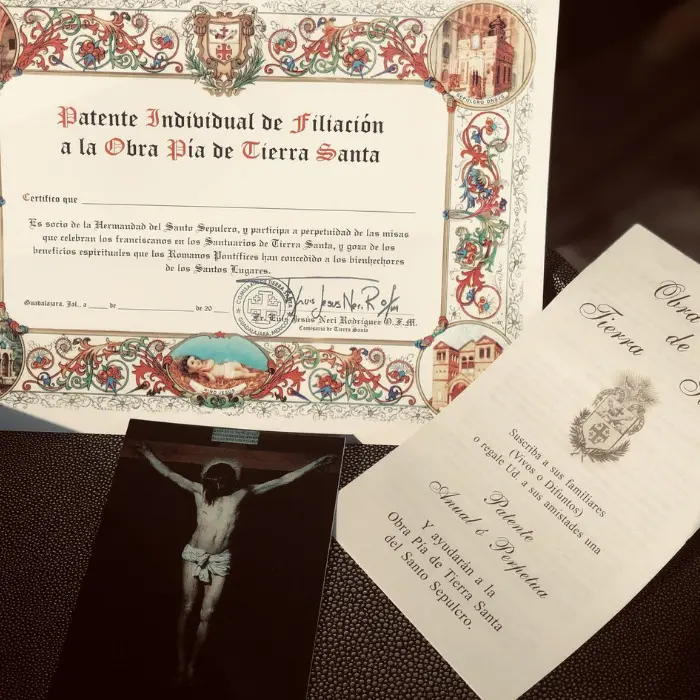 Patente Individual de Filiación
a la Obra Pía de Tierra Santa
SEPULCRO
Certifico que
Es socio de la Hermandad del Santo Sepulcro, y participa a perpetuidad de las misas
que celebran los franciscanos en los Santuarios de Tierra Santa, y goza de los
beneficios espirituales que los Romanos Pontífices han concedido a los bienhechores
de los Santos Lugares.
Guadalajara, Jal., a de de 20
Fr. Luis Jesús Neri Rodríguez O.F.M.
Comisario de Tierra Santa
Obra
de
Tierra
Suscriba a sus familiares
(Vivos o Difuntos)
o regale Ud. a sus amistades una
Patente
Anual ó Perpetua
Y ayudarán a la
Obra Pía de Tierra Santa
del Santo Sepulcro.